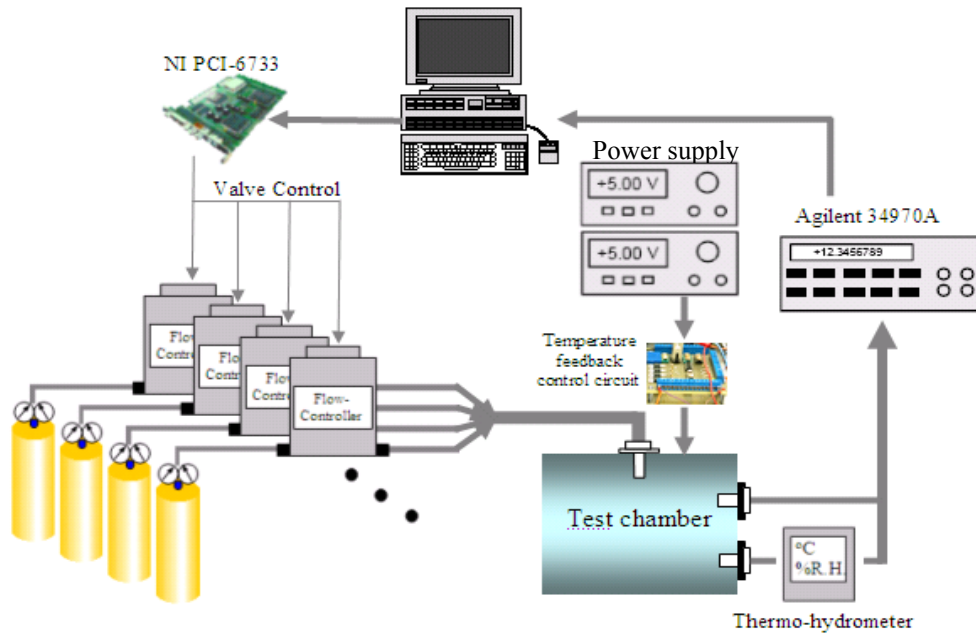 NI PCI-6733
Power supply
+5.00 V
+5.00 V
Valve Control
Agilent 34970A
+12.3456789
Flow-
Controller
Temperature
feedback
control circuit
Test chamber
°C
%R.H.
Thermo-hydrometer